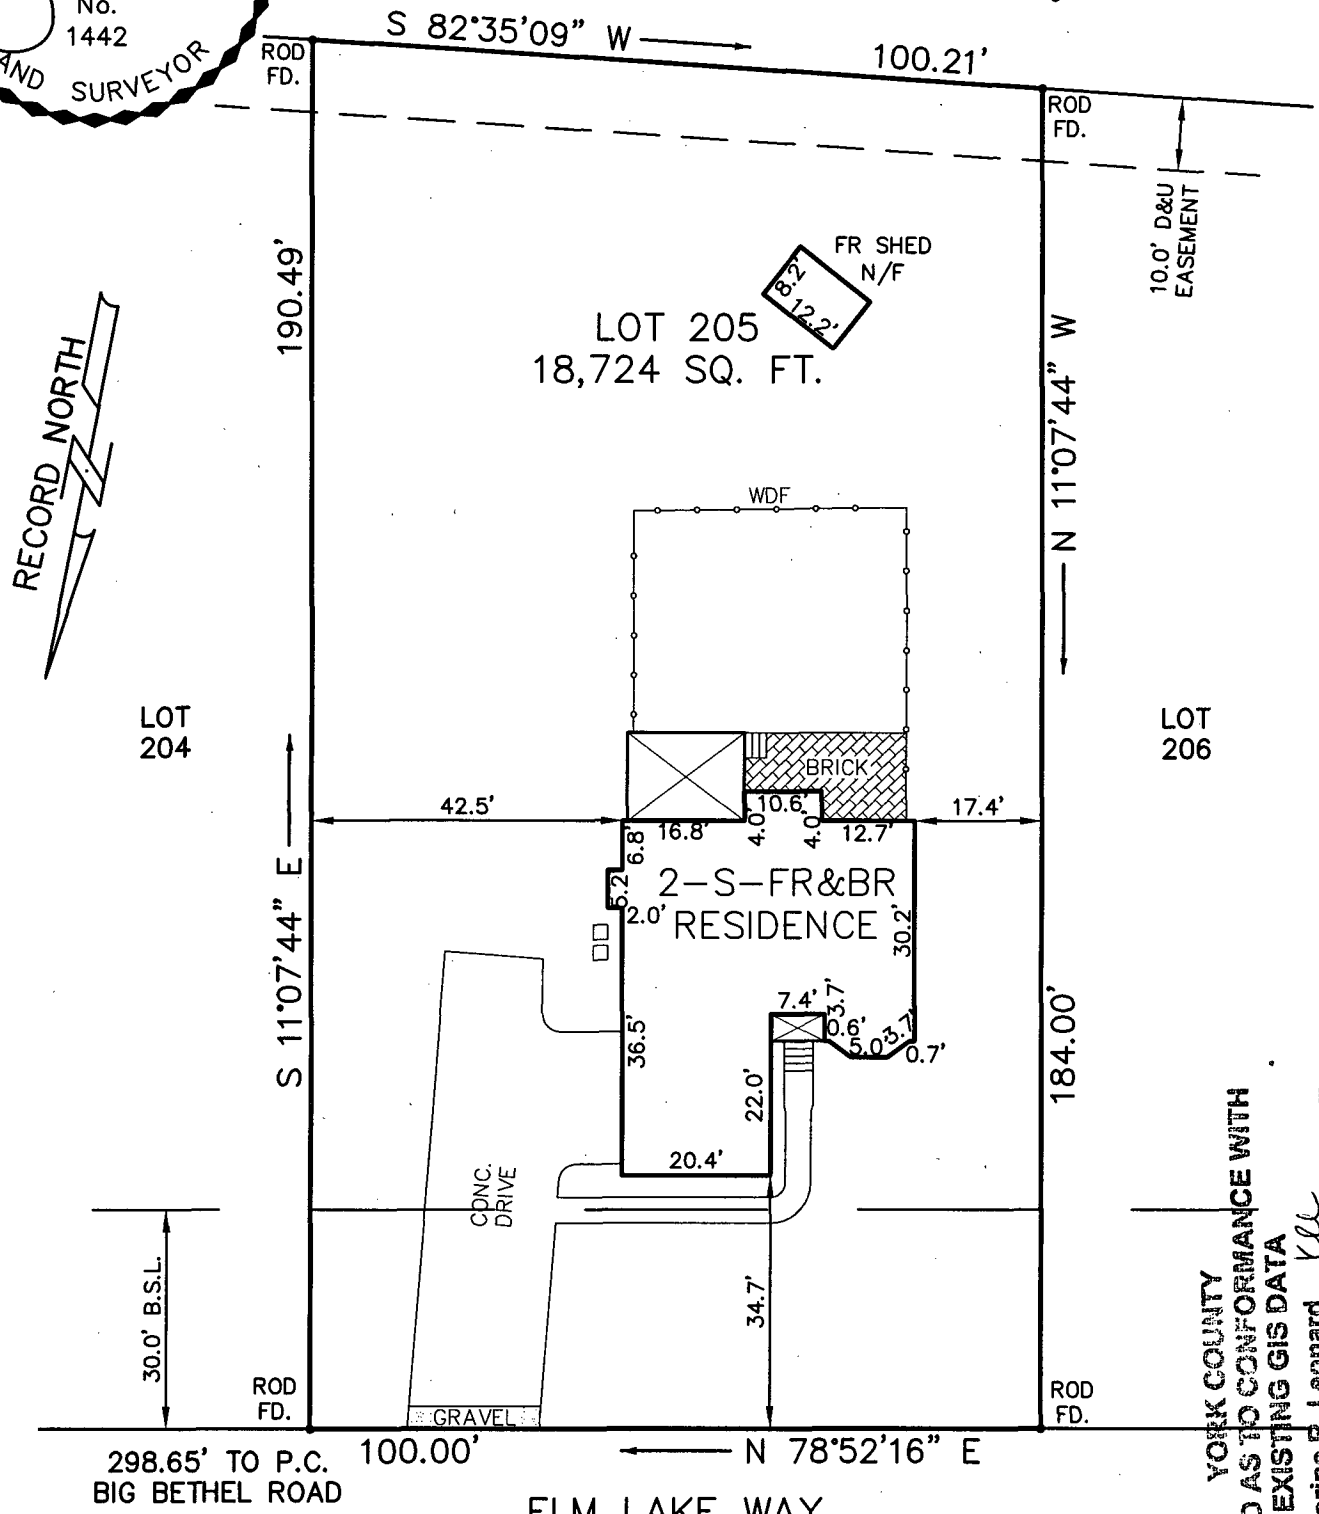 No.
1442
AND SURVEYOR
S 82°35'09" W
100.21'
ROD
FD.
ROD
FD.
10.0' D&U
EASEMENT
190.49'
FR SHED
N/F
8.2'
12.2'
LOT 205
18,724 SQ. FT.
RECORD NORTH
N 11°07'44" W
WDF
LOT
204
LOT
206
BRICK
42.5'
17.4'
10.6'
16.8'
4.0'
4.0'
12.7'
6.8'
5.2'
2.0'
2-S-FR&BR
RESIDENCE
30.2'
S 11°07'44" E
184.00'
7.4'
3.7'
0.6'
5.0'
3.7'
0.7'
36.5'
22.0'
20.4'
CONC.
DRIVE
34.7'
30.0' B.S.L.
YORK COUNTY
AS TO CONFORMANCE WITH
EXISTING GIS DATA
Leonard
ROD
FD.
ROD
FD.
GRAVEL
100.00'
N 78°52'16" E
298.65' TO P.C.
BIG BETHEL ROAD
ELM LAKE WAY